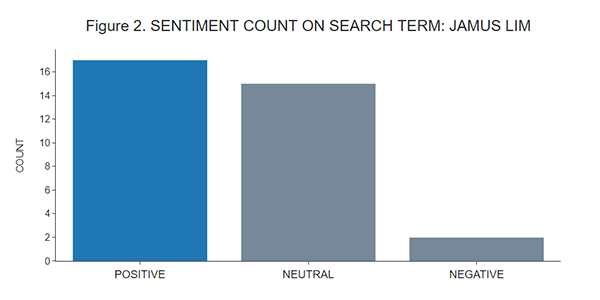 Figure 2. SENTIMENT COUNT ON SEARCH TERM: JAMUS LIM
16
14
12
10
8
6
4
2
0
COUNT
POSITIVE
NEUTRAL
NEGATIVE